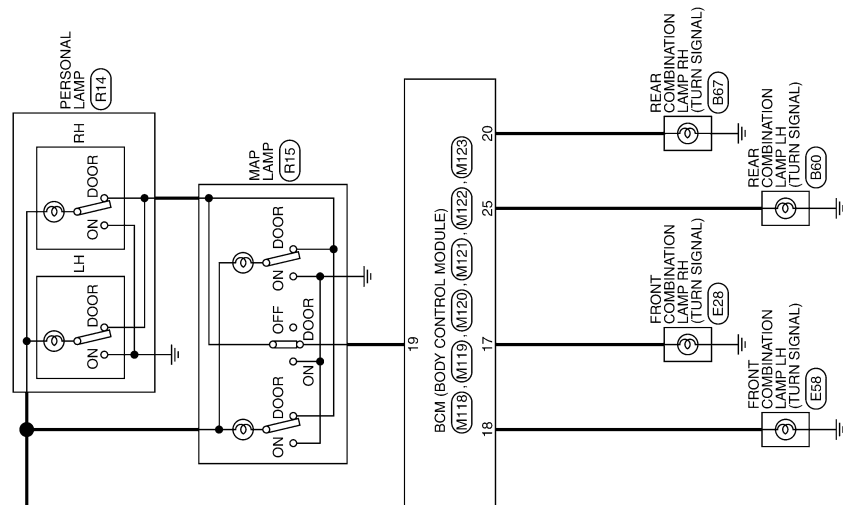 PERSONAL
LAMP
R14
RH
DOOR
ON
LH
DOOR
ON
MAP
LAMP
R15
DOOR
ON
OFF
DOOR
ON
DOOR
ON
19
BCM (BODY CONTROL MODULE)
M118 , M119 , M120 , M121 , M122 , M123
20
25
17
18
REAR
COMBINATION
LAMP RH
(TURN SIGNAL)
B67
REAR
COMBINATION
LAMP LH
(TURN SIGNAL)
B60
FRONT
COMBINATION
LAMP RH
(TURN SIGNAL)
E28
FRONT
COMBINATION
LAMP LH
(TURN SIGNAL)
E58